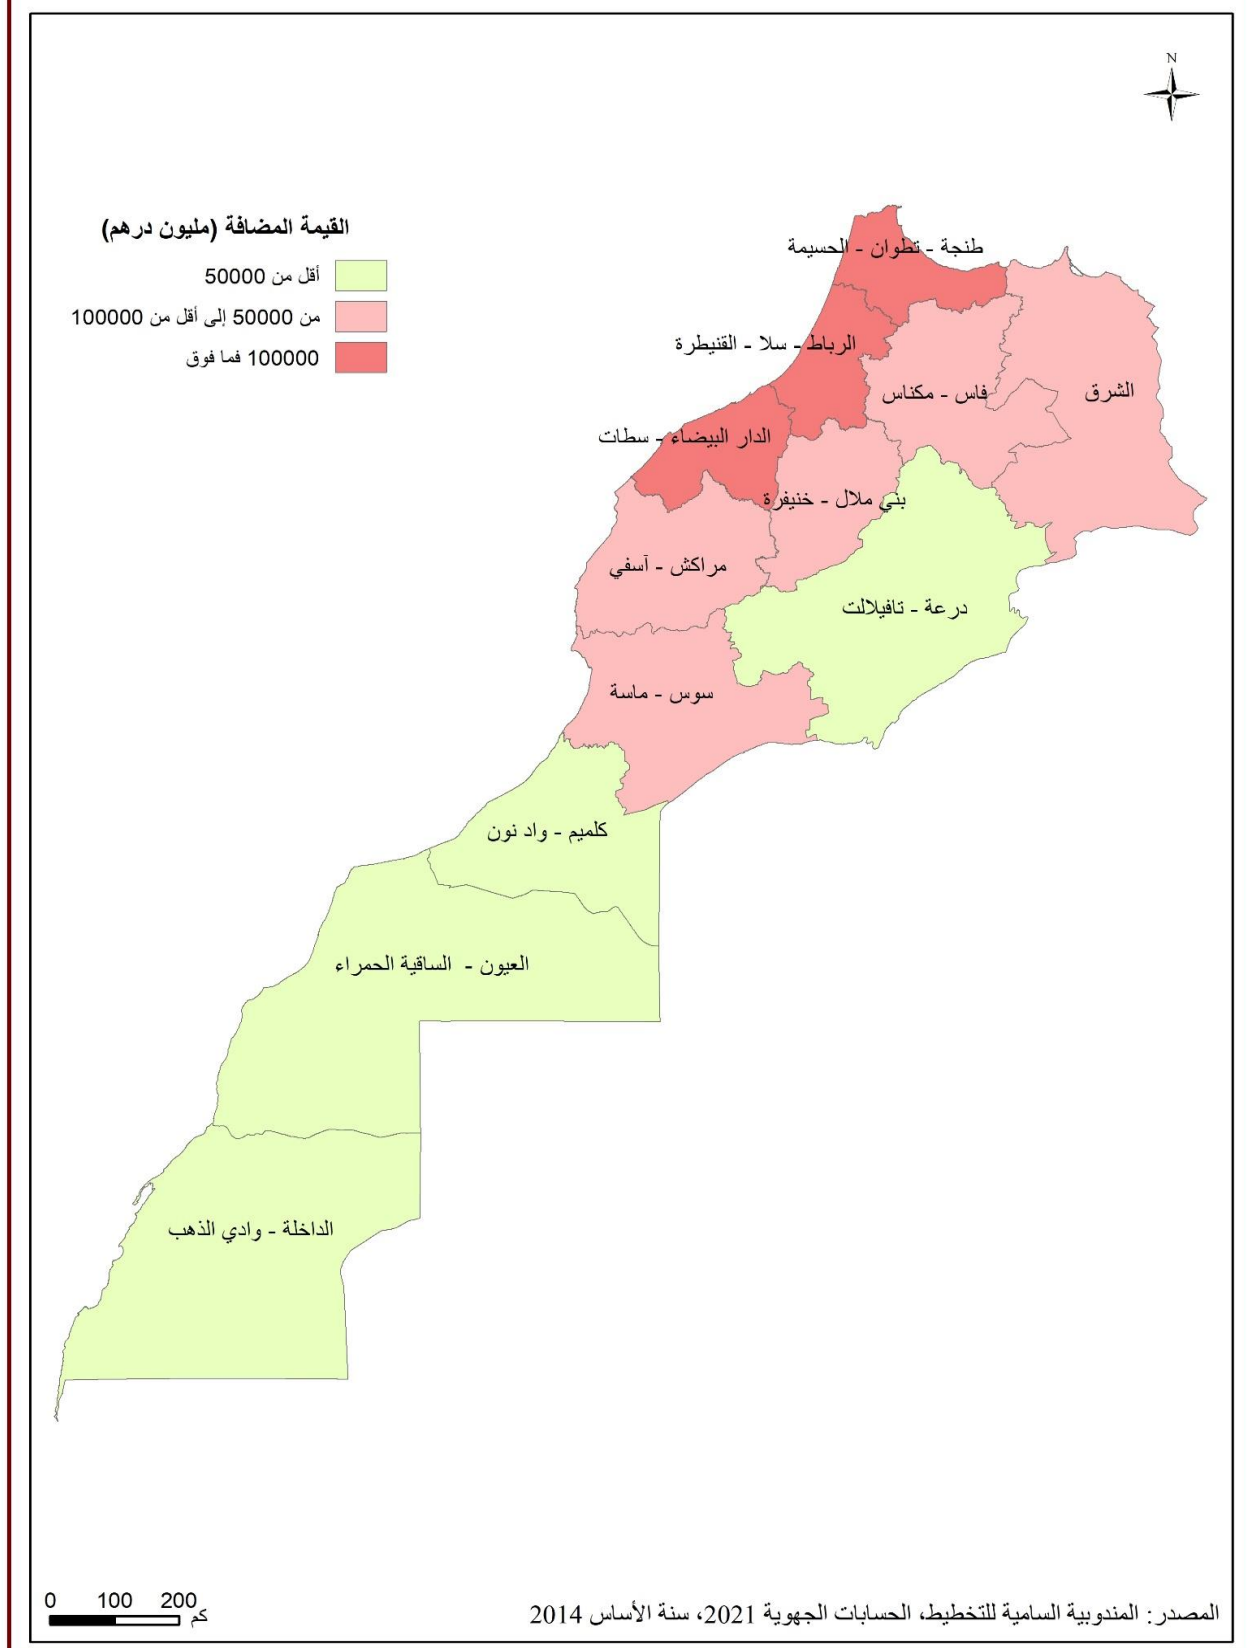 N
القيمة المضافة (مليون درهم)
أقل من 50000
من 50000 إلى أقل من 100000
100000 فما فوق
طنجة - تطوان - الحسيمة
الرباط - سلا - القنيطرة
فاس - مكناس
الشرق
الدار البيضاء - سطات
بني ملال - خنيفرة
مراكش - آسفي
درعة - تافيلالت
سوس - ماسة
كلميم - واد نون
العيون - الساقية الحمراء
الداخلة - وادي الذهب
0 100 200
كم
المصدر: المندوبية السامية للتخطيط، الحسابات الجهوية 2021، سنة الأساس 2014